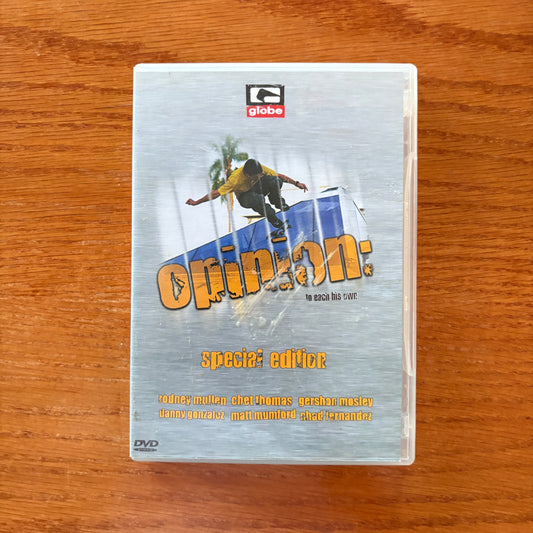 globe
opinion:
to each his own
special edition
rodney mullen chet thomas gershon mosley
danny gonzalez matt mumford chad fernandez
DVD